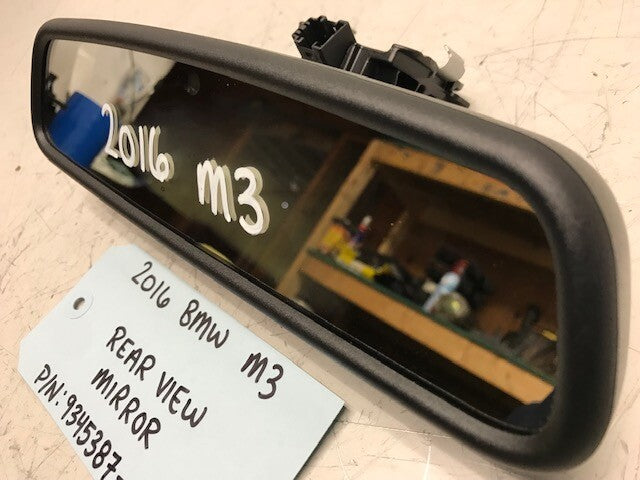 2016 M3
2016 BMW M3
REAR VIEW
MIRROR
P/N: 9345387-